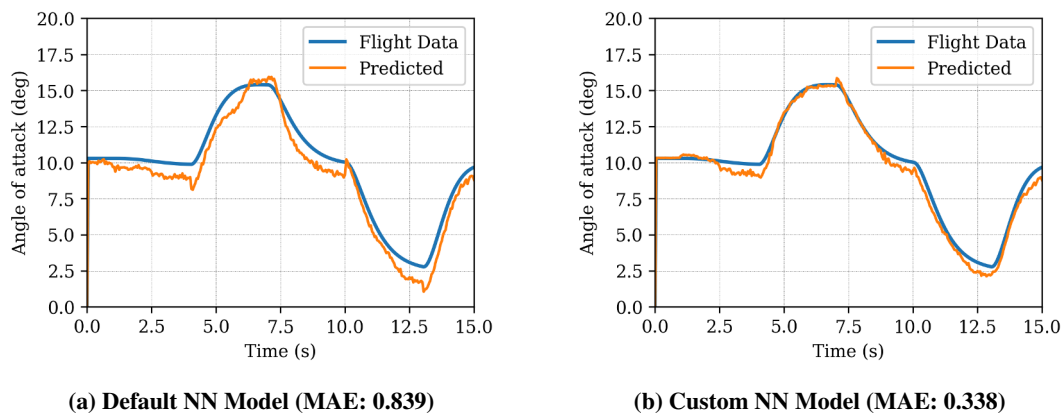 20.0
17.5
15.0
12.5
10.0
7.5
5.0
2.5
0.0
Angle of attack (deg)
Flight Data
Predicted
0.0 2.5 5.0 7.5 10.0 12.5 15.0
Time (s)
(a) Default NN Model (MAE: 0.839)
20.0
17.5
15.0
12.5
10.0
7.5
5.0
2.5
0.0
Angle of attack (deg)
Flight Data
Predicted
0.0 2.5 5.0 7.5 10.0 12.5 15.0
Time (s)
(b) Custom NN Model (MAE: 0.338)